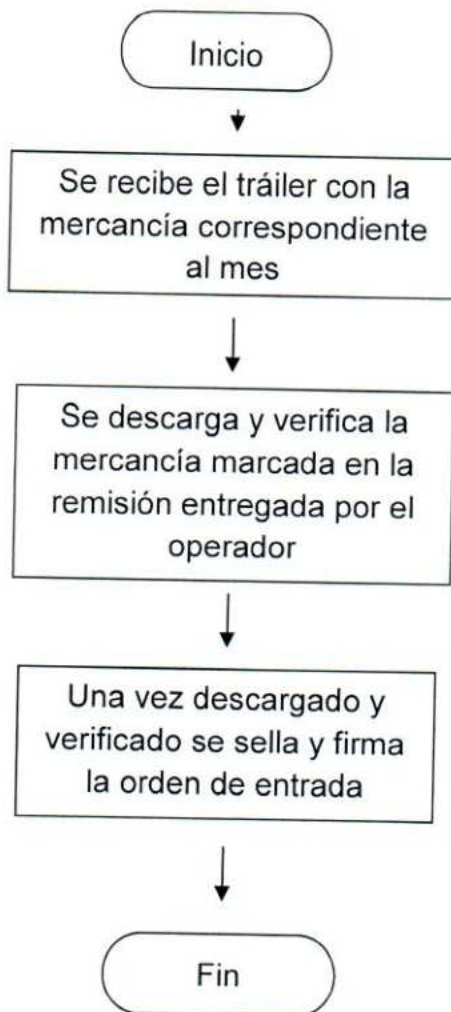 Inicio
Se recibe el tráiler con la
mercancía correspondiente
al mes
Se descarga y verifica la
mercancía marcada en la
remisión entregada por el
operador
Una vez descargado y
verificado se sella y firma
la orden de entrada
Fin